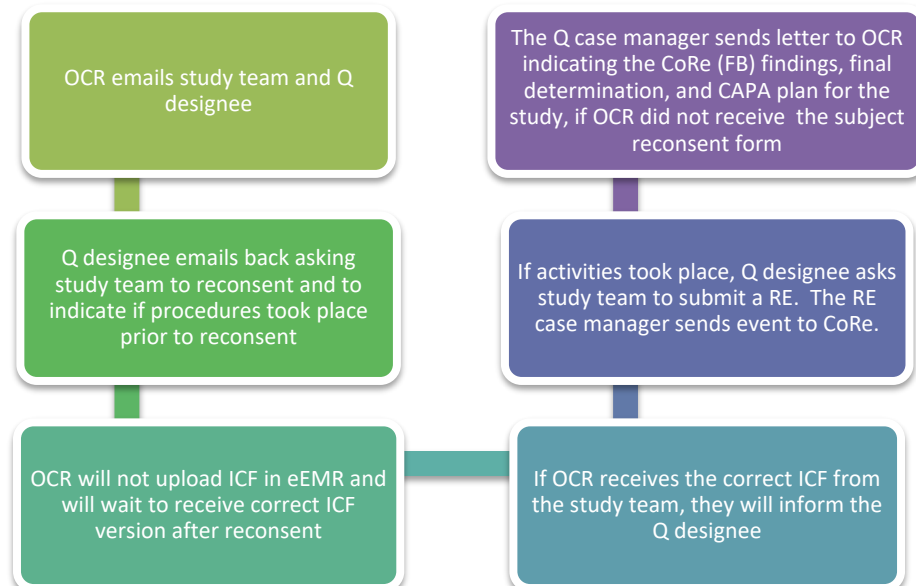 OCR emails study team and Q
designee
Q designee emails back asking
study team to reconsent and to
indicate if procedures took place
prior to reconsent
OCR will not upload ICF in eEMR and
will wait to receive correct ICF
version after reconsent
If OCR receives the correct ICF from
the study team, they will inform the
Q designee
If activities took place, Q designee asks
study team to submit a RE.  The RE
case manager sends event to CoRe.
The Q case manager sends letter to OCR
indicating the CoRe (FB) findings, final
determination, and CAPA plan for the
study, if OCR did not receive  the subject
reconsent form